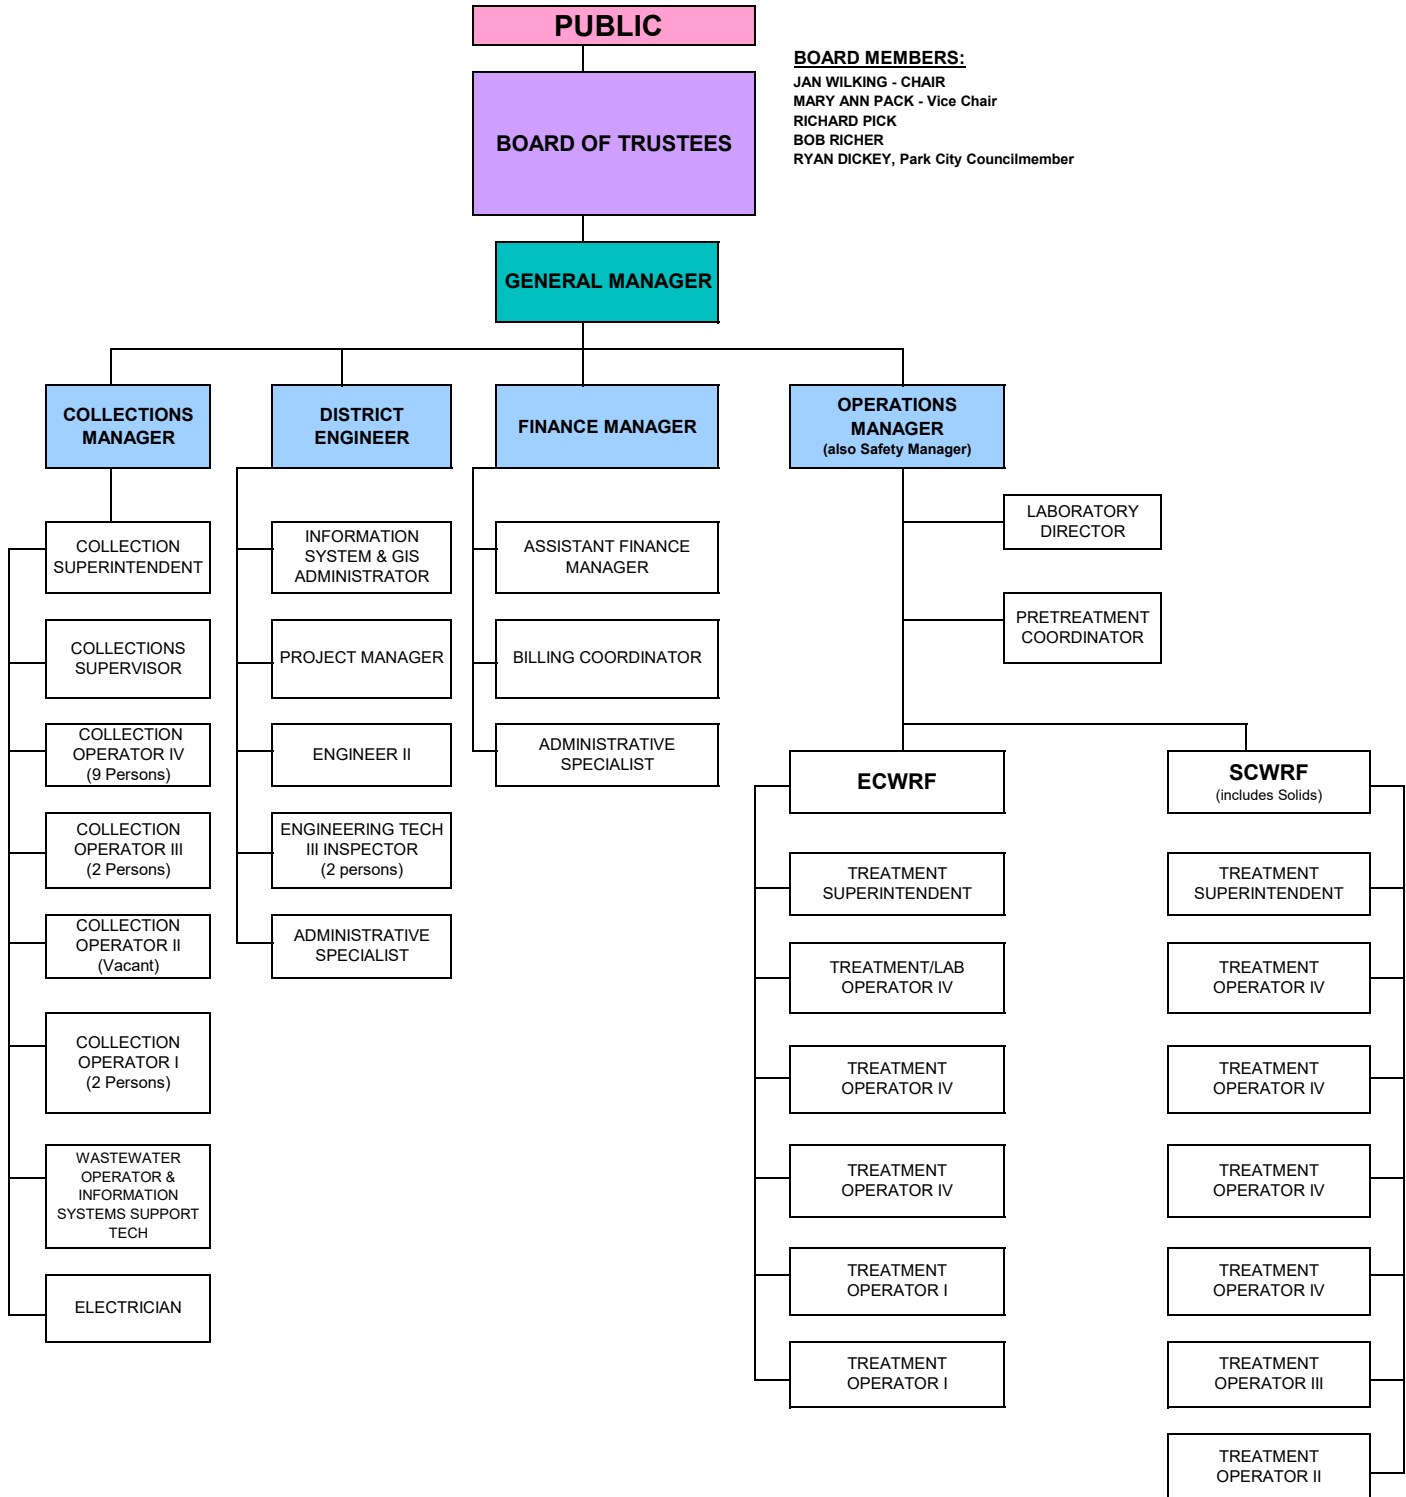 PUBLIC
BOARD MEMBERS:
JAN WILKING - CHAIR
MARY ANN PACK - Vice Chair
RICHARD PICK
BOB RICHER
RYAN DICKEY, Park City Councilmember
BOARD OF TRUSTEES
GENERAL MANAGER
COLLECTIONS
MANAGER
DISTRICT
ENGINEER
FINANCE MANAGER
OPERATIONS
MANAGER
(also Safety Manager)
COLLECTION
SUPERINTENDENT
COLLECTIONS
SUPERVISOR
COLLECTION
OPERATOR IV
(9 Persons)
COLLECTION
OPERATOR III
(2 Persons)
COLLECTION
OPERATOR II
(Vacant)
COLLECTION
OPERATOR I
(2 Persons)
WASTEWATER
OPERATOR &
INFORMATION
SYSTEMS SUPPORT
TECH
ELECTRICIAN
INFORMATION
SYSTEM & GIS
ADMINISTRATOR
PROJECT MANAGER
ENGINEER II
ENGINEERING TECH
III INSPECTOR
(2 persons)
ADMINISTRATIVE
SPECIALIST
ASSISTANT FINANCE
MANAGER
BILLING COORDINATOR
ADMINISTRATIVE
SPECIALIST
LABORATORY
DIRECTOR
PRETREATMENT
COORDINATOR
ECWRF
TREATMENT
SUPERINTENDENT
TREATMENT/LAB
OPERATOR IV
TREATMENT
OPERATOR IV
TREATMENT
OPERATOR IV
TREATMENT
OPERATOR I
TREATMENT
OPERATOR I
SCWRF
(includes Solids)
TREATMENT
SUPERINTENDENT
TREATMENT
OPERATOR IV
TREATMENT
OPERATOR IV
TREATMENT
OPERATOR IV
TREATMENT
OPERATOR IV
TREATMENT
OPERATOR III
TREATMENT
OPERATOR II